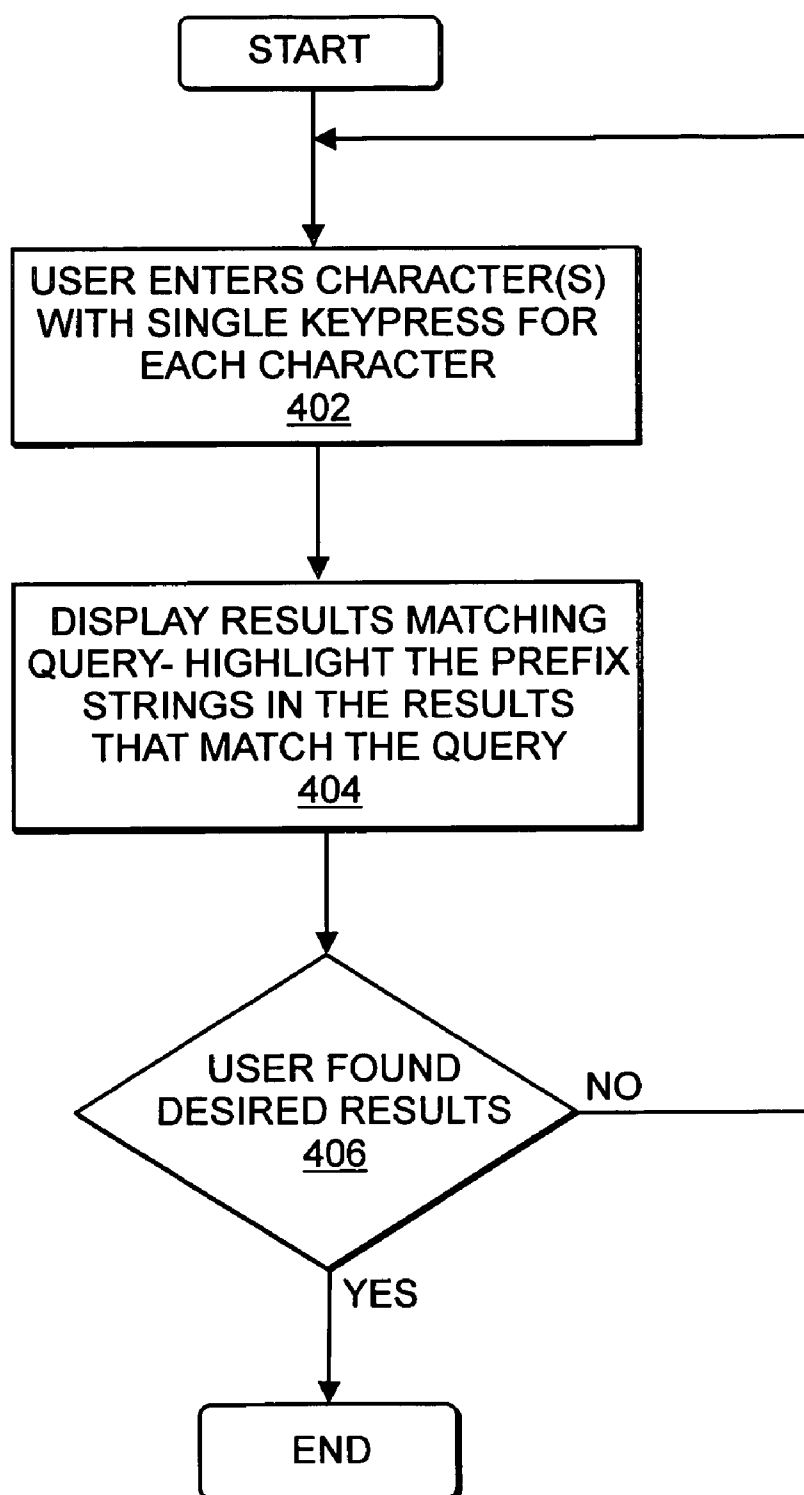 START
USER ENTERS CHARACTER(S)
WITH SINGLE KEYPRESS FOR
EACH CHARACTER
402
DISPLAY RESULTS MATCHING
QUERY- HIGHLIGHT THE PREFIX
STRINGS IN THE RESULTS
THAT MATCH THE QUERY
404
USER FOUND
DESIRED RESULTS
406
NO
YES
END